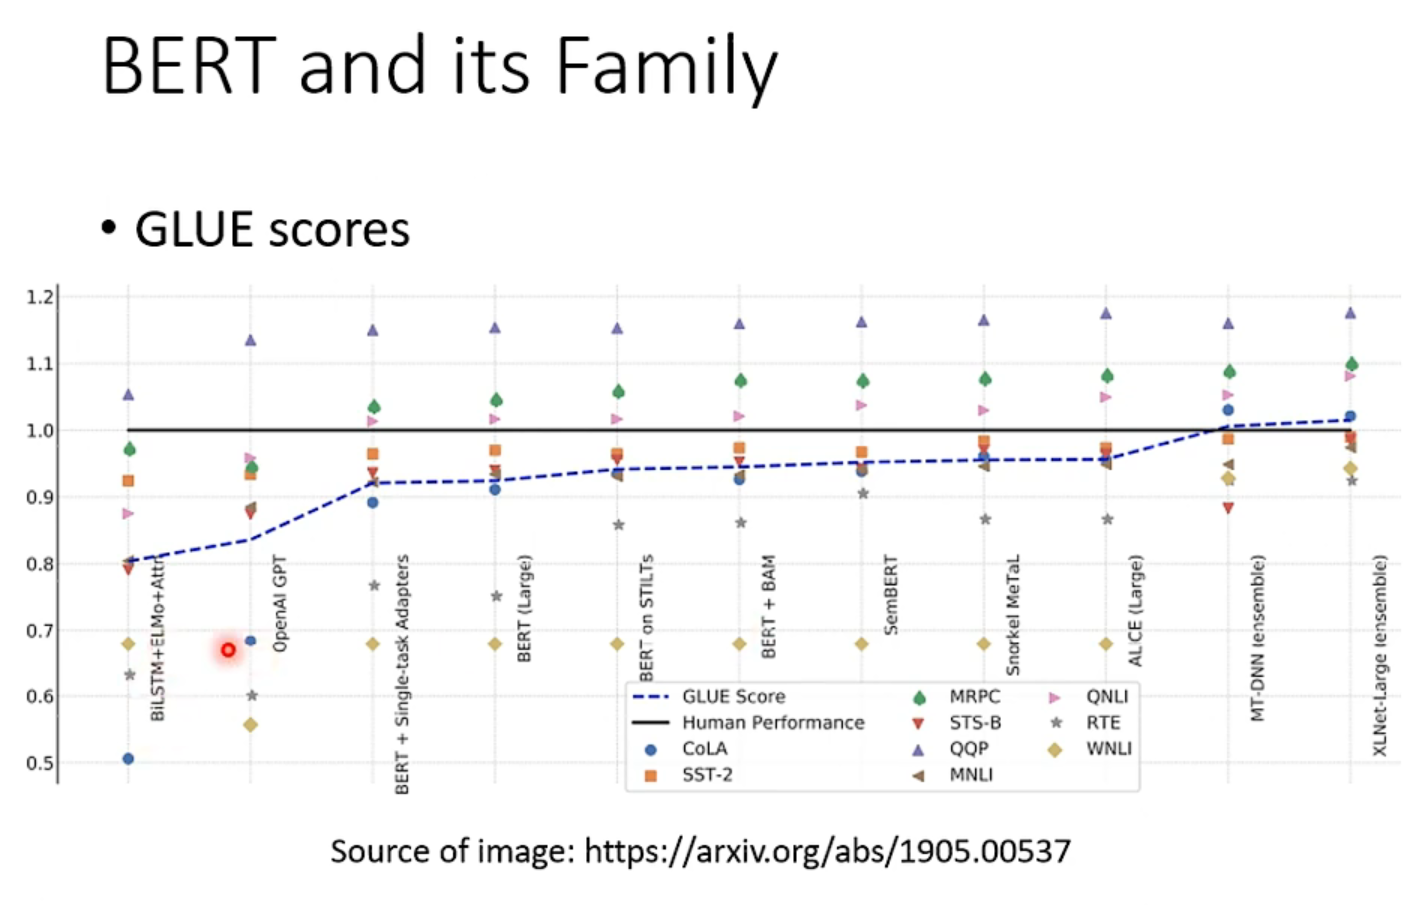 BERT and its Family
• GLUE scores
1.2
1.1
1.0
0.9
0.8
0.7
0.6
0.5
BiLSTM+ELMo+Attn
OpenAI GPT
BERT + Single-task Adapters
BERT (Large)
BERT on STILTs
BERT + BAM
SemBERT
Snorkel MeTaL
ALICE (Large)
MT-DNN (ensemble)
XLNet-Large (ensemble)
GLUE Score
Human Performance
CoLA
SST-2
MRPC
STS-B
QQP
MNLI
QNLI
RTE
WNLI
Source of image: https://arxiv.org/abs/1905.00537